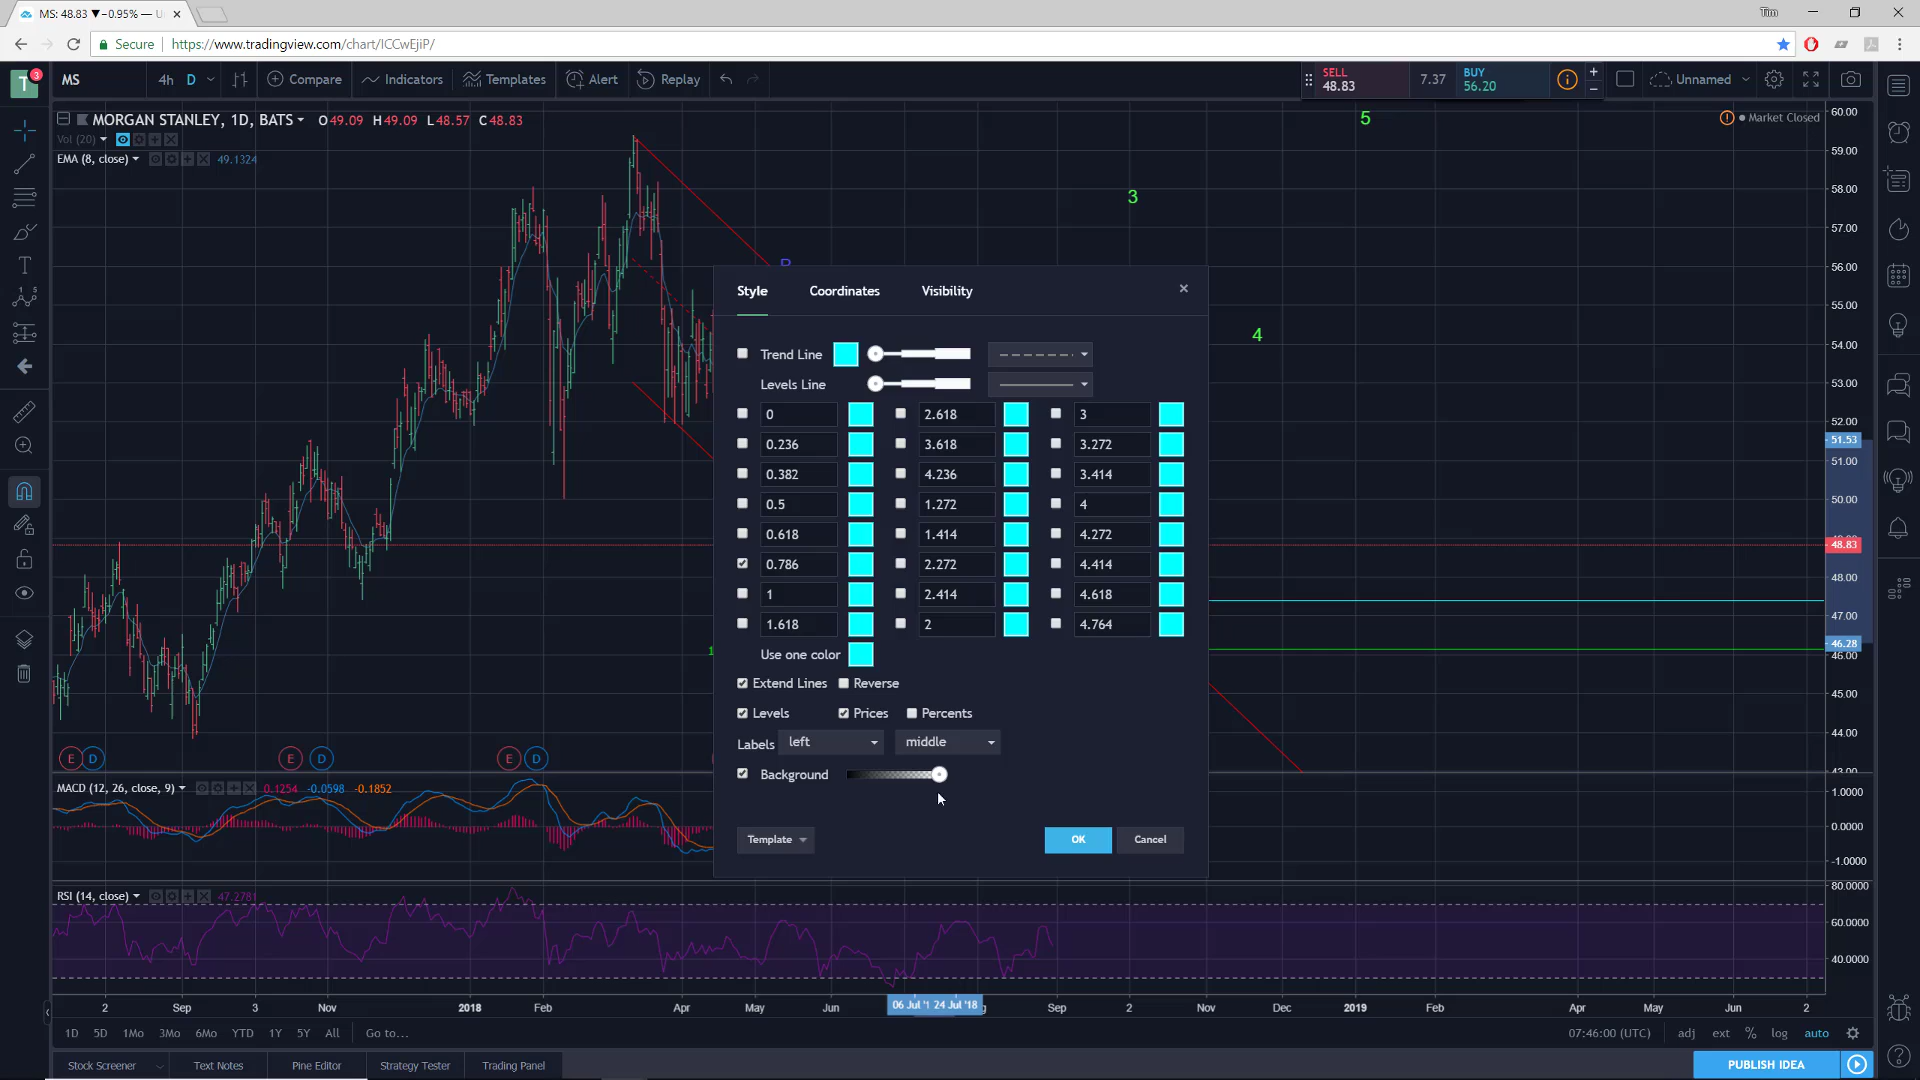 MS: 48.83 ▼−0.95% — U
Tim
Secure
https://www.tradingview.com/chart/ICCwEjiP/
T 3
MS
4h D
Compare
Indicators
Templates
Alert
Replay
SELL
48.83
7.37
BUY
56.20
Unnamed
MORGAN STANLEY, 1D, BATS
O49.09 H49.09 L48.57 C48.83
Market Closed
Vol (20)
EMA (8, close)
49.1324
5
3
4
1
60.00
59.00
58.00
57.00
56.00
55.00
54.00
53.00
52.00
51.53
51.00
50.00
48.83
48.00
47.00
46.28
46.00
45.00
44.00
43.00
Style
Coordinates
Visibility
Trend Line
Levels Line
0 2.618 3
0.236 3.618 3.272
0.382 4.236 3.414
0.5 1.272 4
0.618 1.414 4.272
0.786 2.272 4.414
1 2.414 4.618
1.618 2 4.764
Use one color
Extend Lines Reverse
Levels Prices Percents
Labels left middle
Background
Template
OK
Cancel
E D E D E D
MACD (12, 26, close, 9)
0.1254 -0.0598 -0.1852
1.0000
0.0000
-1.0000
RSI (14, close)
47.2781
80.0000
60.0000
40.0000
2 Sep 3 Nov 2018 Feb Apr May Jun 06 Jul '1 24 Jul '18 Sep 2 Nov Dec 2019 Feb Apr May Jun 2
1D 5D 1Mo 3Mo 6Mo YTD 1Y 5Y All Go to...
07:46:00 (UTC) adj ext % log auto
Stock Screener
Text Notes
Pine Editor
Strategy Tester
Trading Panel
PUBLISH IDEA